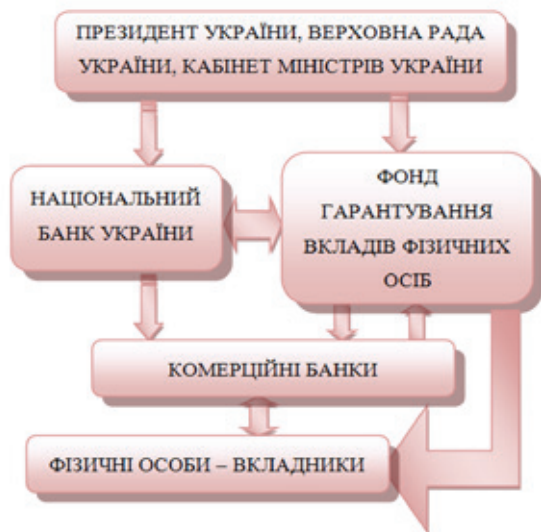 ПРЕЗИДЕНТ УКРАЇНИ, ВЕРХОВНА РАДА
УКРАЇНИ, КАБІНЕТ МІНІСТРІВ УКРАЇНИ
НАЦІОНАЛЬНИЙ
БАНК УКРАЇНИ
ФОНД
ГАРАНТУВАННЯ
ВКЛАДІВ ФІЗИЧНИХ
ОСІБ
КОМЕРЦІЙНІ БАНКИ
ФІЗИЧНІ ОСОБИ – ВКЛАДНИКИ